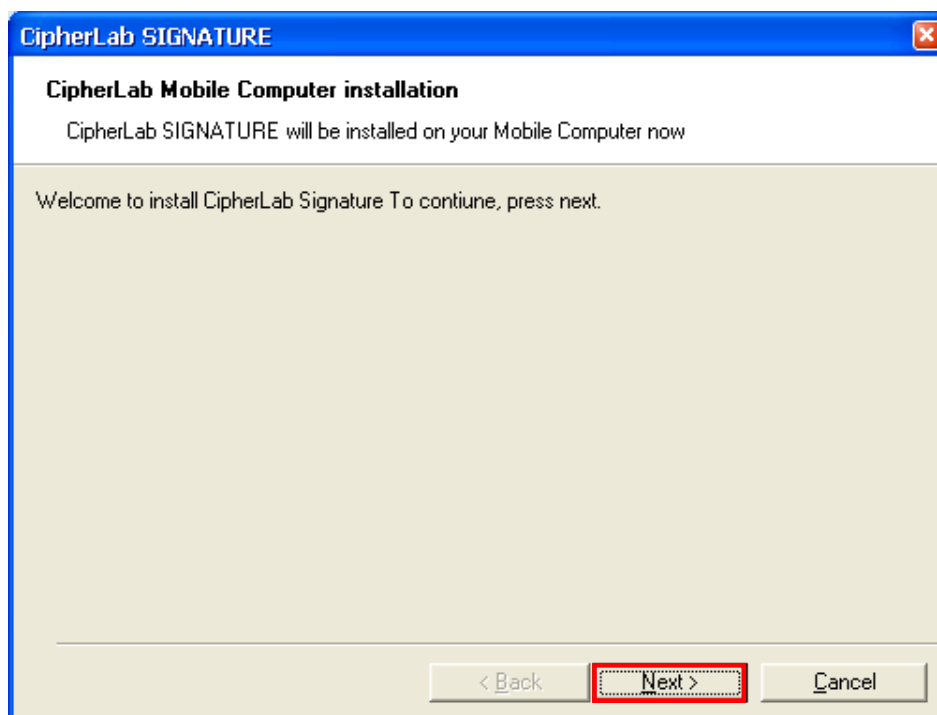 CipherLab SIGNATURE
CipherLab Mobile Computer installation
CipherLab SIGNATURE will be installed on your Mobile Computer now
Welcome to install CipherLab Signature To contiune, press next.
< Back Next > Cancel